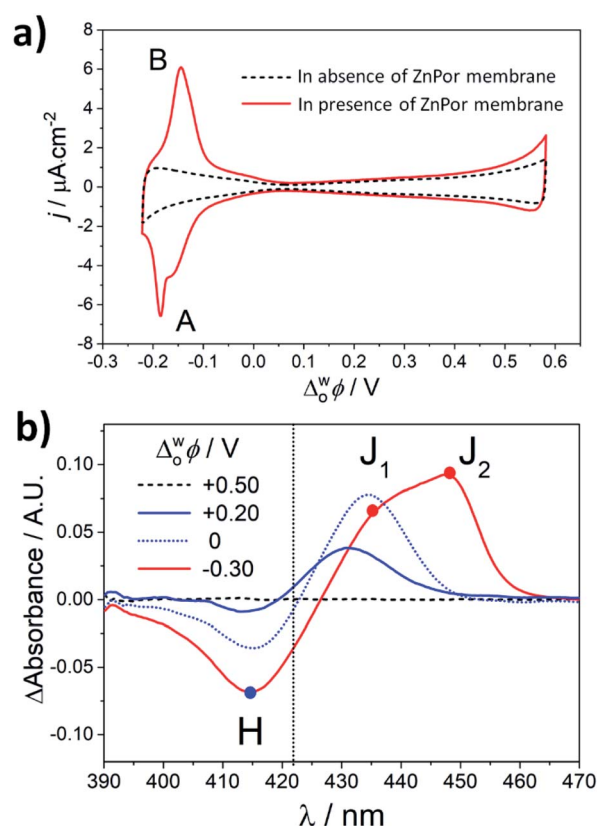 a)
B
In absence of ZnPor membrane
In presence of ZnPor membrane
A
j / μA.cm⁻²
8
6
4
2
0
-2
-4
-6
-8
-0.3 -0.2 -0.1 0.0 0.1 0.2 0.3 0.4 0.5 0.6
Δ_o^w ϕ / V
b)
Δ_o^w ϕ / V
+0.50
+0.20
0
-0.30
J₁ J₂
H
ΔAbsorbance / A.U.
0.10
0.05
0.00
-0.05
-0.10
390 400 410 420 430 440 450 460 470
λ / nm